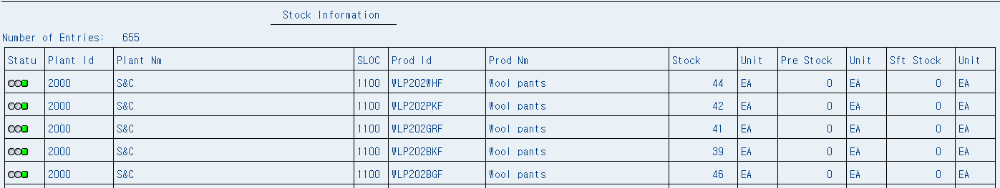 Stock Information
Number of Entries: 655
Statu Plant Id Plant Nm SLOC Prod Id Prod Nm Stock Unit Pre Stock Unit Sft Stock Unit
2000 S&C 1100 WLP202WHF Wool pants 44 EA 0 EA 0 EA
2000 S&C 1100 WLP202PKF Wool pants 42 EA 0 EA 0 EA
2000 S&C 1100 WLP202GRF Wool pants 41 EA 0 EA 0 EA
2000 S&C 1100 WLP202BKF Wool pants 39 EA 0 EA 0 EA
2000 S&C 1100 WLP202BGF Wool pants 46 EA 0 EA 0 EA